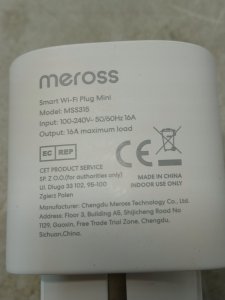 meross
Smart Wi-Fi Plug Mini
Model: MSS315
Input: 100-240V~ 50/60Hz 16A
Output: 16A maximum load
EC REP
CE
CET PRODUCT SERVICE
SP. Z O.O.(for authorities only)
Ul. Dluga 33 102, 95-100
Zgierz Polen
MADE IN CHINA
INDOOR USE ONLY
Manufacturer: Chengdu Meross Technology Co., Ltd.
Address: Floor 3, Building A5, Shijicheng Road No
1129, Gaoxin, Free Trade Trial Zone, Chengdu,
Sichuan,China.